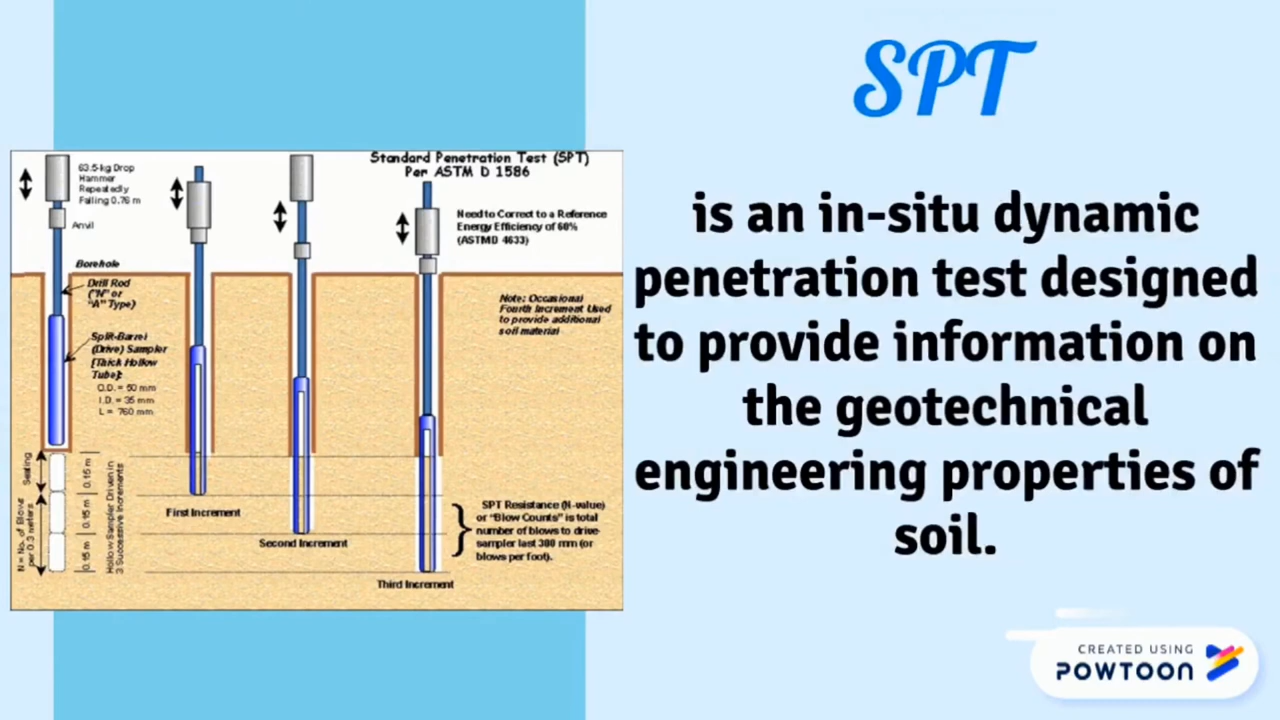 SPT
is an in-situ dynamic
penetration test designed
to provide information on
the geotechnical
engineering properties of
soil.
Standard Penetration Test (SPT)
Per ASTM D 1586
63.5-kg Drop
Hammer
Repeatedly
Falling 0.76 m
Anvil
Need to Correct to a Reference
Energy Efficiency of 60%
(ASTMD 4633)
Borehole
Drill Rod
("N" or
"A" Type)
Note: Occasional
Fourth Increment Used
to provide additional
soil material
Split-Barrel
(Drive) Sampler
[Thick Hollow
Tube]:
O.D. = 50 mm
I.D. = 35 mm
L = 760 mm
Seating
0.15 m
0.15 m
0.15 m
N = No. of Blows
per 0.3 meters
Hollow Sampler Driven in
3 Successive Increments
First Increment
Second Increment
Third Increment
SPT Resistance (N-value)
or "Blow Counts" is total
number of blows to drive
sampler last 300 mm (or
blows per foot).
CREATED USING
POWTOON